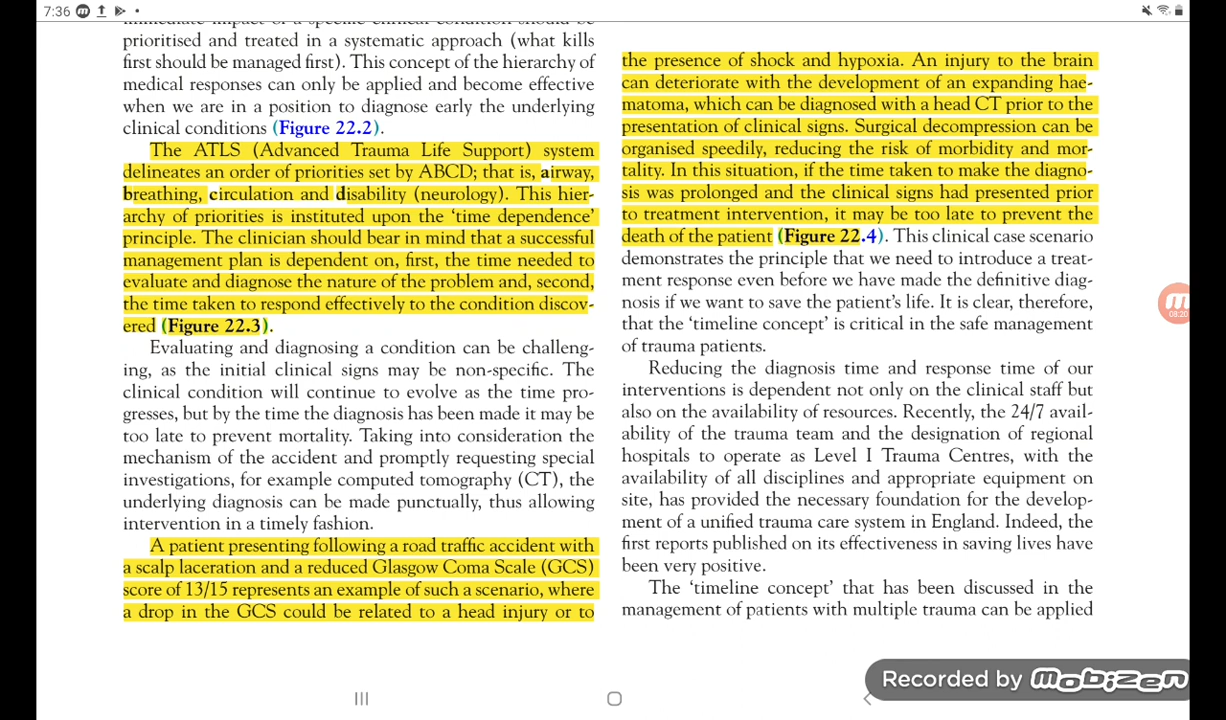 7:36
immediate impact of a specific clinical condition should be
prioritised and treated in a systematic approach (what kills
first should be managed first). This concept of the hierarchy of
medical responses can only be applied and become effective
when we are in a position to diagnose early the underlying
clinical conditions (Figure 22.2).
The ATLS (Advanced Trauma Life Support) system
delineates an order of priorities set by ABCD; that is, airway,
breathing, circulation and disability (neurology). This hier-
archy of priorities is instituted upon the ‘time dependence’
principle. The clinician should bear in mind that a successful
management plan is dependent on, first, the time needed to
evaluate and diagnose the nature of the problem and, second,
the time taken to respond effectively to the condition discov-
ered (Figure 22.3).
Evaluating and diagnosing a condition can be challeng-
ing, as the initial clinical signs may be non-specific. The
clinical condition will continue to evolve as the time pro-
gresses, but by the time the diagnosis has been made it may be
too late to prevent mortality. Taking into consideration the
mechanism of the accident and promptly requesting special
investigations, for example computed tomography (CT), the
underlying diagnosis can be made punctually, thus allowing
intervention in a timely fashion.
A patient presenting following a road traffic accident with
a scalp laceration and a reduced Glasgow Coma Scale (GCS)
score of 13/15 represents an example of such a scenario, where
a drop in the GCS could be related to a head injury or to
the presence of shock and hypoxia. An injury to the brain
can deteriorate with the development of an expanding hae-
matoma, which can be diagnosed with a head CT prior to the
presentation of clinical signs. Surgical decompression can be
organised speedily, reducing the risk of morbidity and mor-
tality. In this situation, if the time taken to make the diagno-
sis was prolonged and the clinical signs had presented prior
to treatment intervention, it may be too late to prevent the
death of the patient (Figure 22.4). This clinical case scenario
demonstrates the principle that we need to introduce a treat-
ment response even before we have made the definitive diag-
nosis if we want to save the patient’s life. It is clear, therefore,
that the ‘timeline concept’ is critical in the safe management
of trauma patients.
Reducing the diagnosis time and response time of our
interventions is dependent not only on the clinical staff but
also on the availability of resources. Recently, the 24/7 avail-
ability of the trauma team and the designation of regional
hospitals to operate as Level I Trauma Centres, with the
availability of all disciplines and appropriate equipment on
site, has provided the necessary foundation for the develop-
ment of a unified trauma care system in England. Indeed, the
first reports published on its effectiveness in saving lives have
been very positive.
The ‘timeline concept’ that has been discussed in the
management of patients with multiple trauma can be applied
08:20
Recorded by mobizen